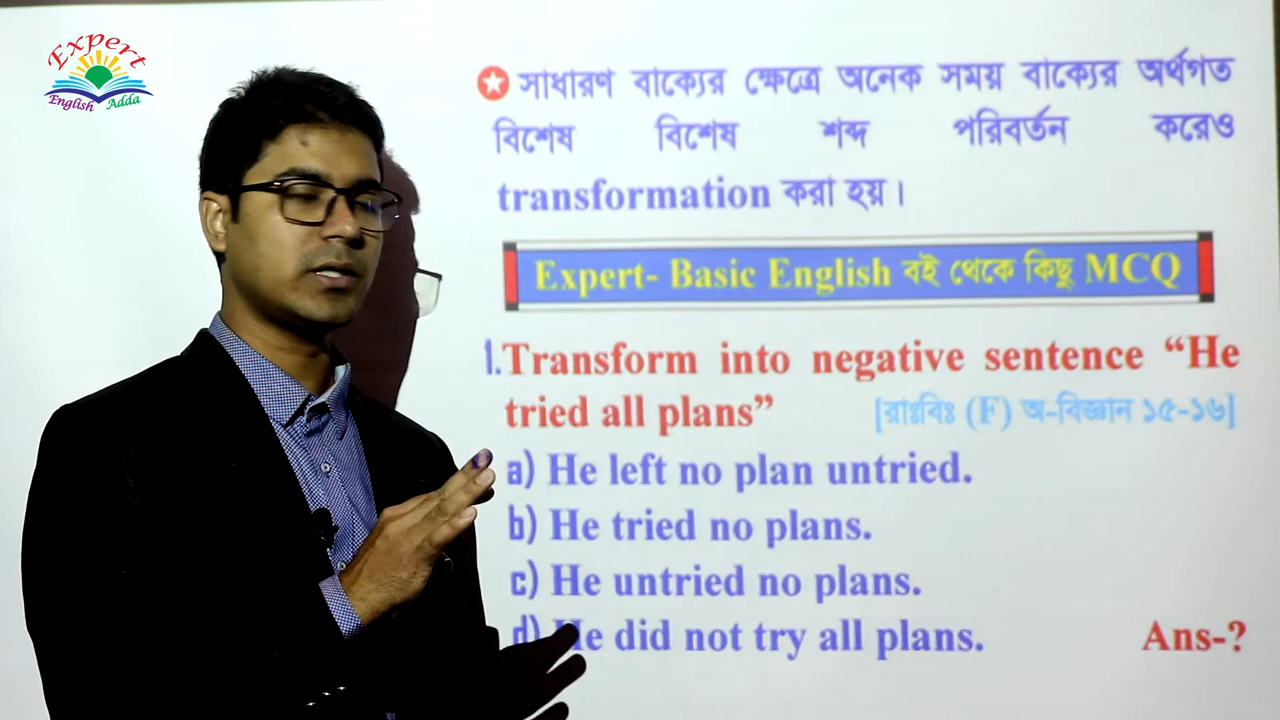 Expert
English Adda
সাধারণ বাক্যের ক্ষেত্রে অনেক সময় বাক্যের অর্থগত
বিশেষ বিশেষ শব্দ পরিবর্তন করেও
transformation করা হয়।
Expert- Basic English বই থেকে কিছু MCQ
1.Transform into negative sentence “He
tried all plans” [রাঃবিঃ (F) অ-বিজ্ঞান ১৫-১৬]
a) He left no plan untried.
b) He tried no plans.
c) He untried no plans.
d) He did not try all plans. Ans-?